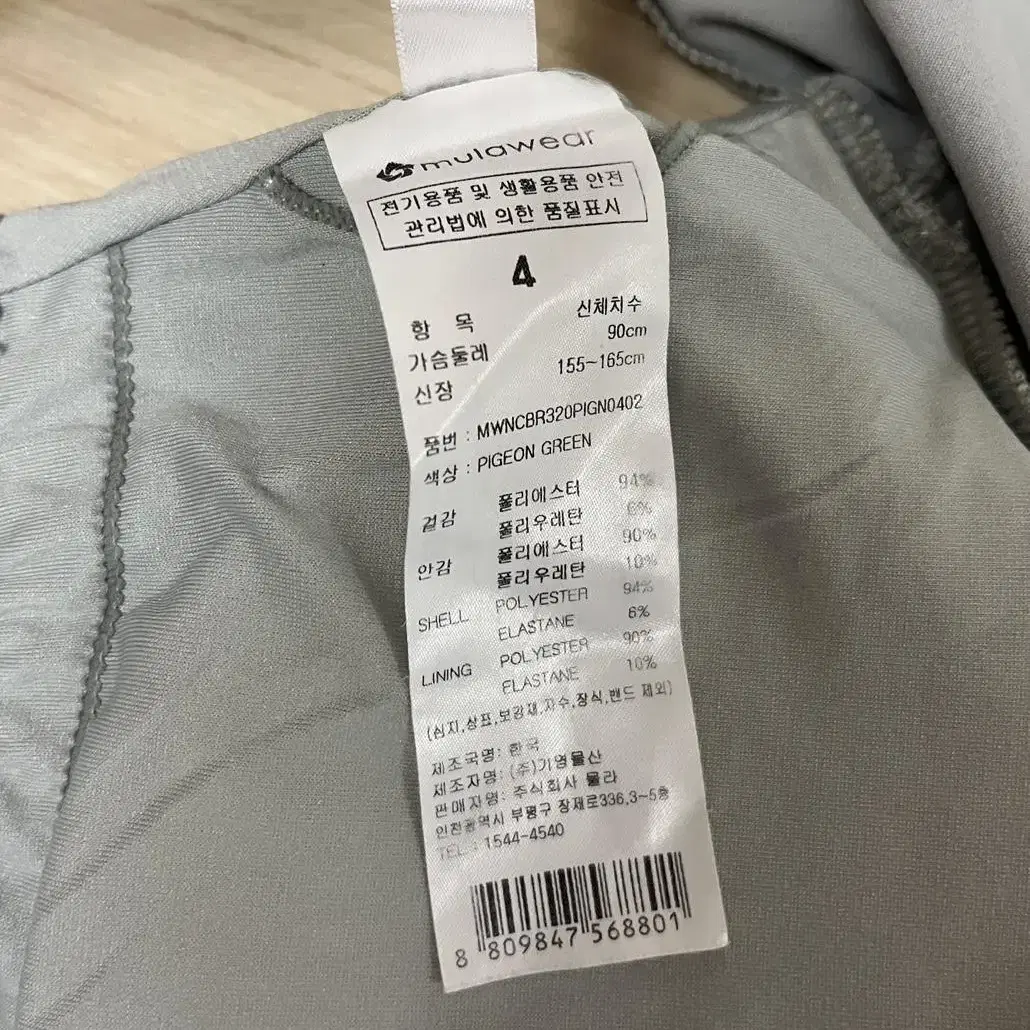 mulawear
전기용품 및 생활용품 안전
관리법에 의한 품질표시
4
항 목 신체치수
가슴둘레 90cm
신장 155~165cm
품번 : MWNCBR320PIGN0402
색상 : PIGEON GREEN
겉감 폴리에스터 94%
폴리우레탄 6%
안감 폴리에스터 90%
폴리우레탄 10%
SHELL POLYESTER 94%
ELASTANE 6%
LINING POLYESTER 90%
ELASTANE 10%
(심지,상표,보강재,자수,장식,밴드 제외)
제조국명: 한국
제조자명: (주)기영물산
판매자명: 주식회사 물라
인천광역시 부평구 장제로336,3~5층
TEL : 1544-4540
8 809847 568801